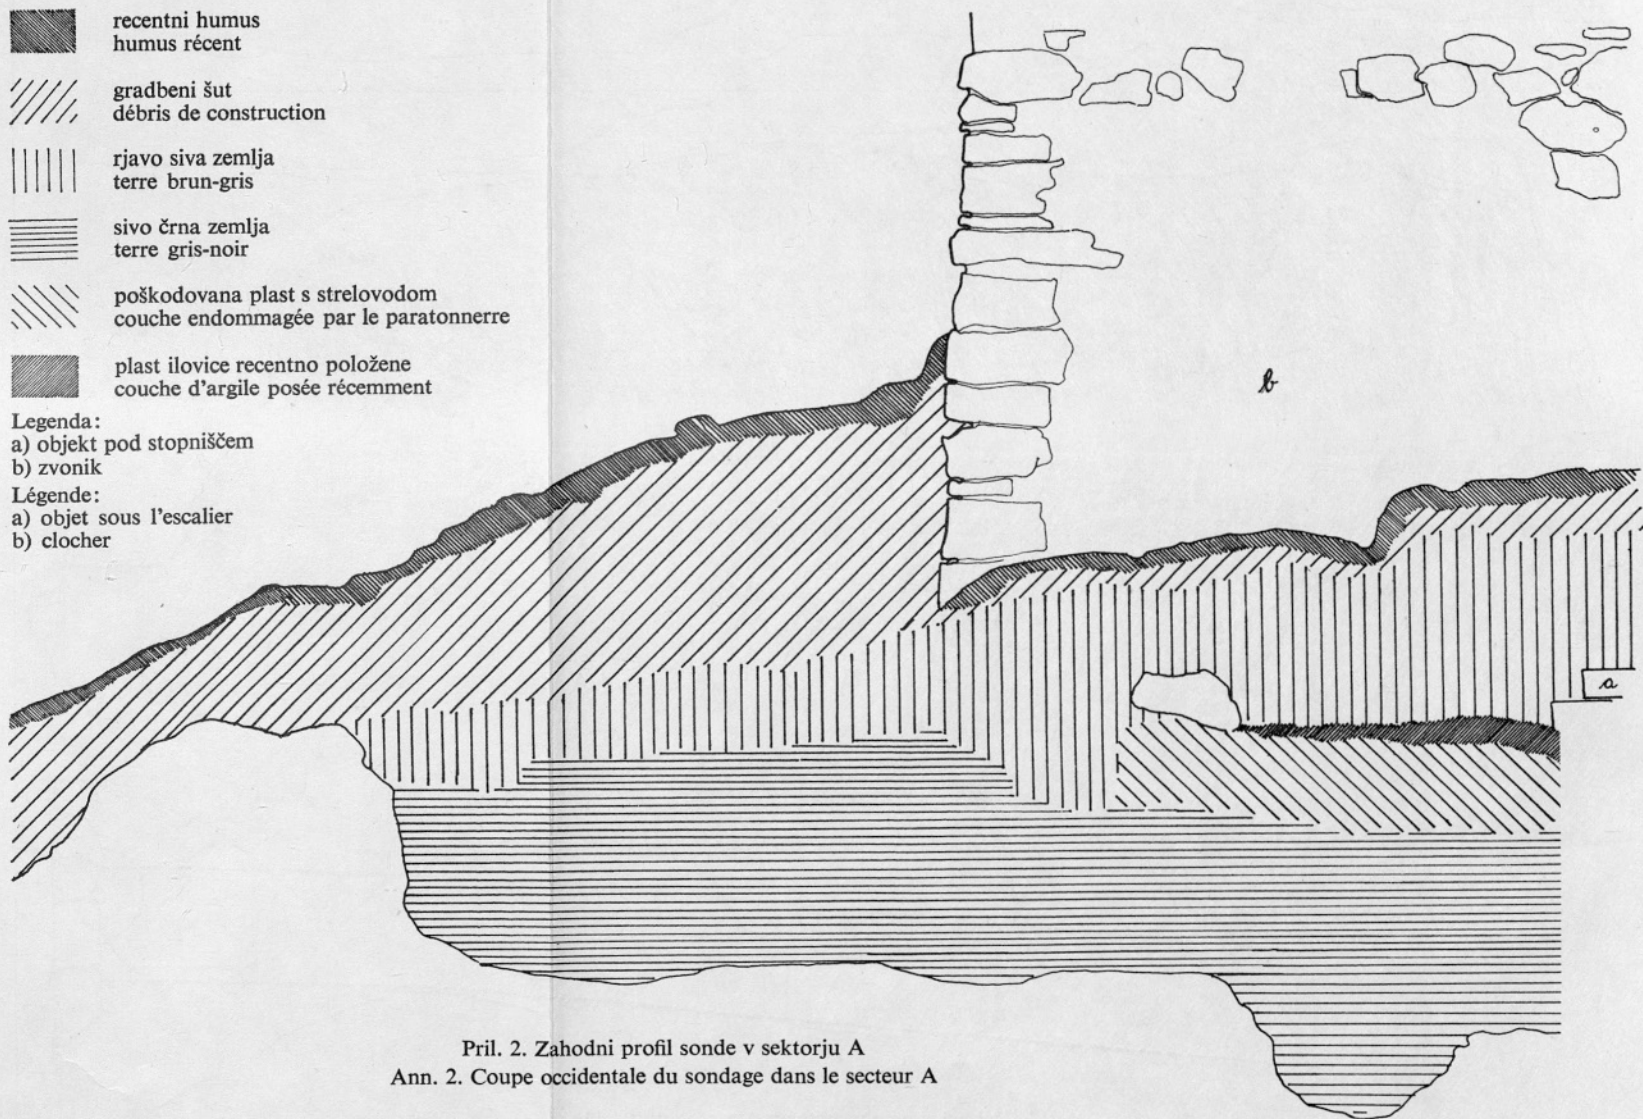 recentni humus
humus récent
gradbeni šut
débris de construction
rjavo siva zemlja
terre brun-gris
sivo črna zemlja
terre gris-noir
poškodovana plast s strelovodom
couche endommagée par le paratonnerre
plast ilovice recentno položene
couche d'argile posée récemment
Legenda:
a) objekt pod stopniščem
b) zvonik
Légende:
a) objet sous l'escalier
b) clocher
b
a
Pril. 2. Zahodni profil sonde v sektorju A
Ann. 2. Coupe occidentale du sondage dans le secteur A